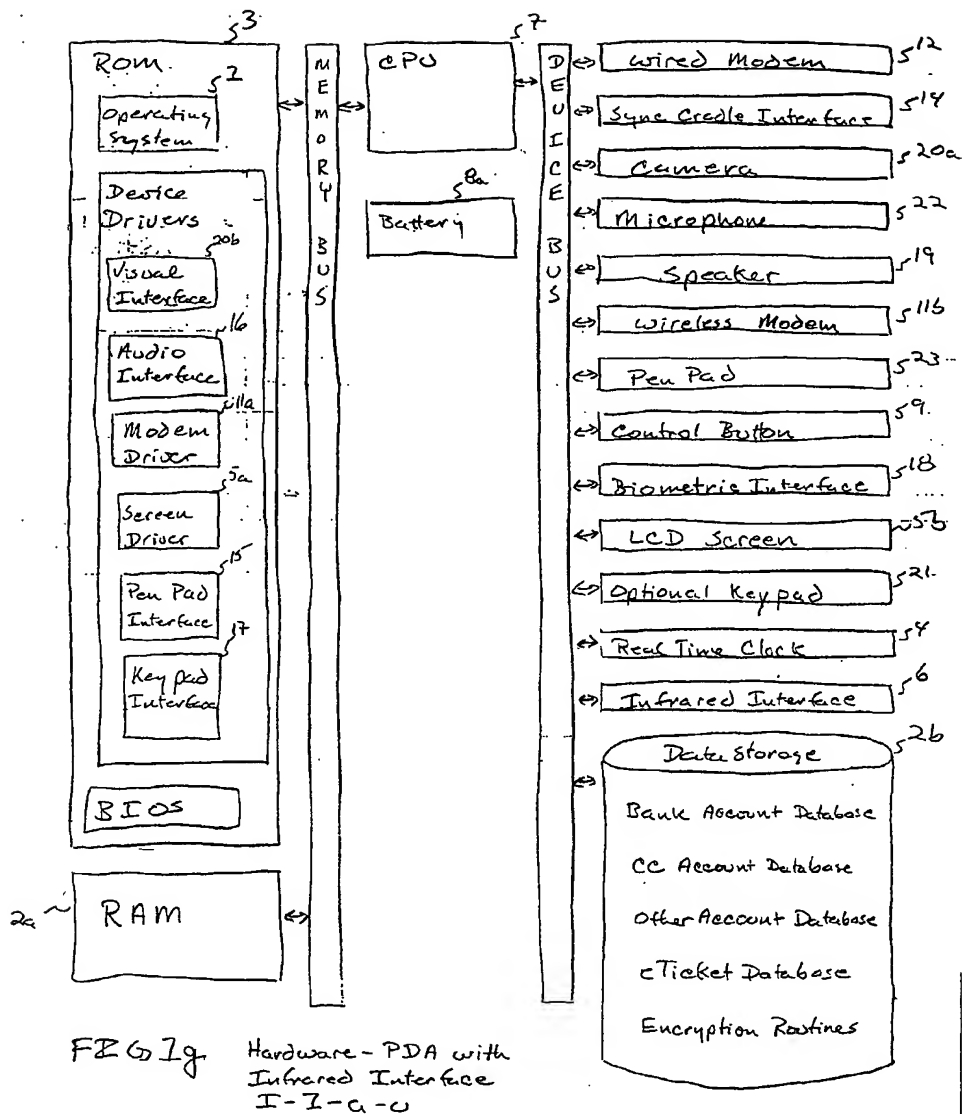 3
ROM
1
Operating
System
Device
Drivers
20b
Visual
Interface
16
Audio
Interface
11a
Modem
Driver
5a
Screen
Driver
15
Pen Pad
Interface
17
Keypad
Interface
BIOS
2a
RAM
MEMORY BUS
7
CPU
8a
Battery
DEVICE BUS
Wired Modem
12
Sync Cradle Interface
14
Camera
20a
Microphone
22
Speaker
19
Wireless Modem
11b
Pen Pad
23
Control Button
9
Biometric Interface
18
LCD Screen
5b
Optional Keypad
21
Real Time Clock
4
Infrared Interface
6
Data Storage
2b
Bank Account Database
CC Account Database
Other Account Database
eTicket Database
Encryption Routines
FIG 1g
Hardware - PDA with
Infrared Interface